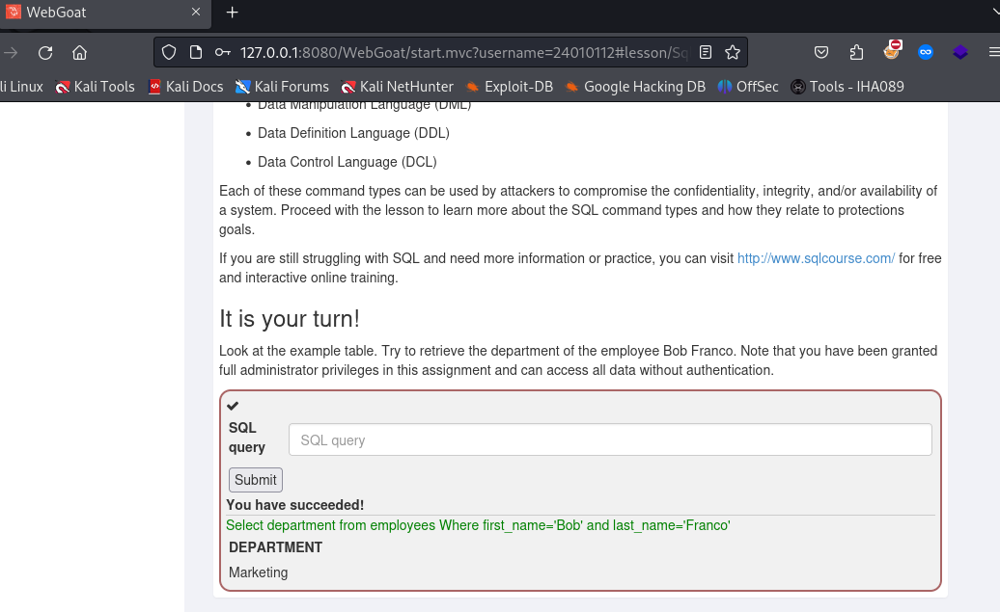 WebGoat
127.0.0.1:8080/WebGoat/start.mvc?username=24010112#lesson/Sq
li Linux Kali Tools Kali Docs Kali Forums Kali NetHunter Exploit-DB Google Hacking DB OffSec Tools - IHA089
• Data Manipulation Language (DML)
• Data Definition Language (DDL)
• Data Control Language (DCL)
Each of these command types can be used by attackers to compromise the confidentiality, integrity, and/or availability of
a system. Proceed with the lesson to learn more about the SQL command types and how they relate to protections
goals.
If you are still struggling with SQL and need more information or practice, you can visit http://www.sqlcourse.com/ for free
and interactive online training.
It is your turn!
Look at the example table. Try to retrieve the department of the employee Bob Franco. Note that you have been granted
full administrator privileges in this assignment and can access all data without authentication.
SQL
query
SQL query
Submit
You have succeeded!
Select department from employees Where first_name='Bob' and last_name='Franco'
DEPARTMENT
Marketing